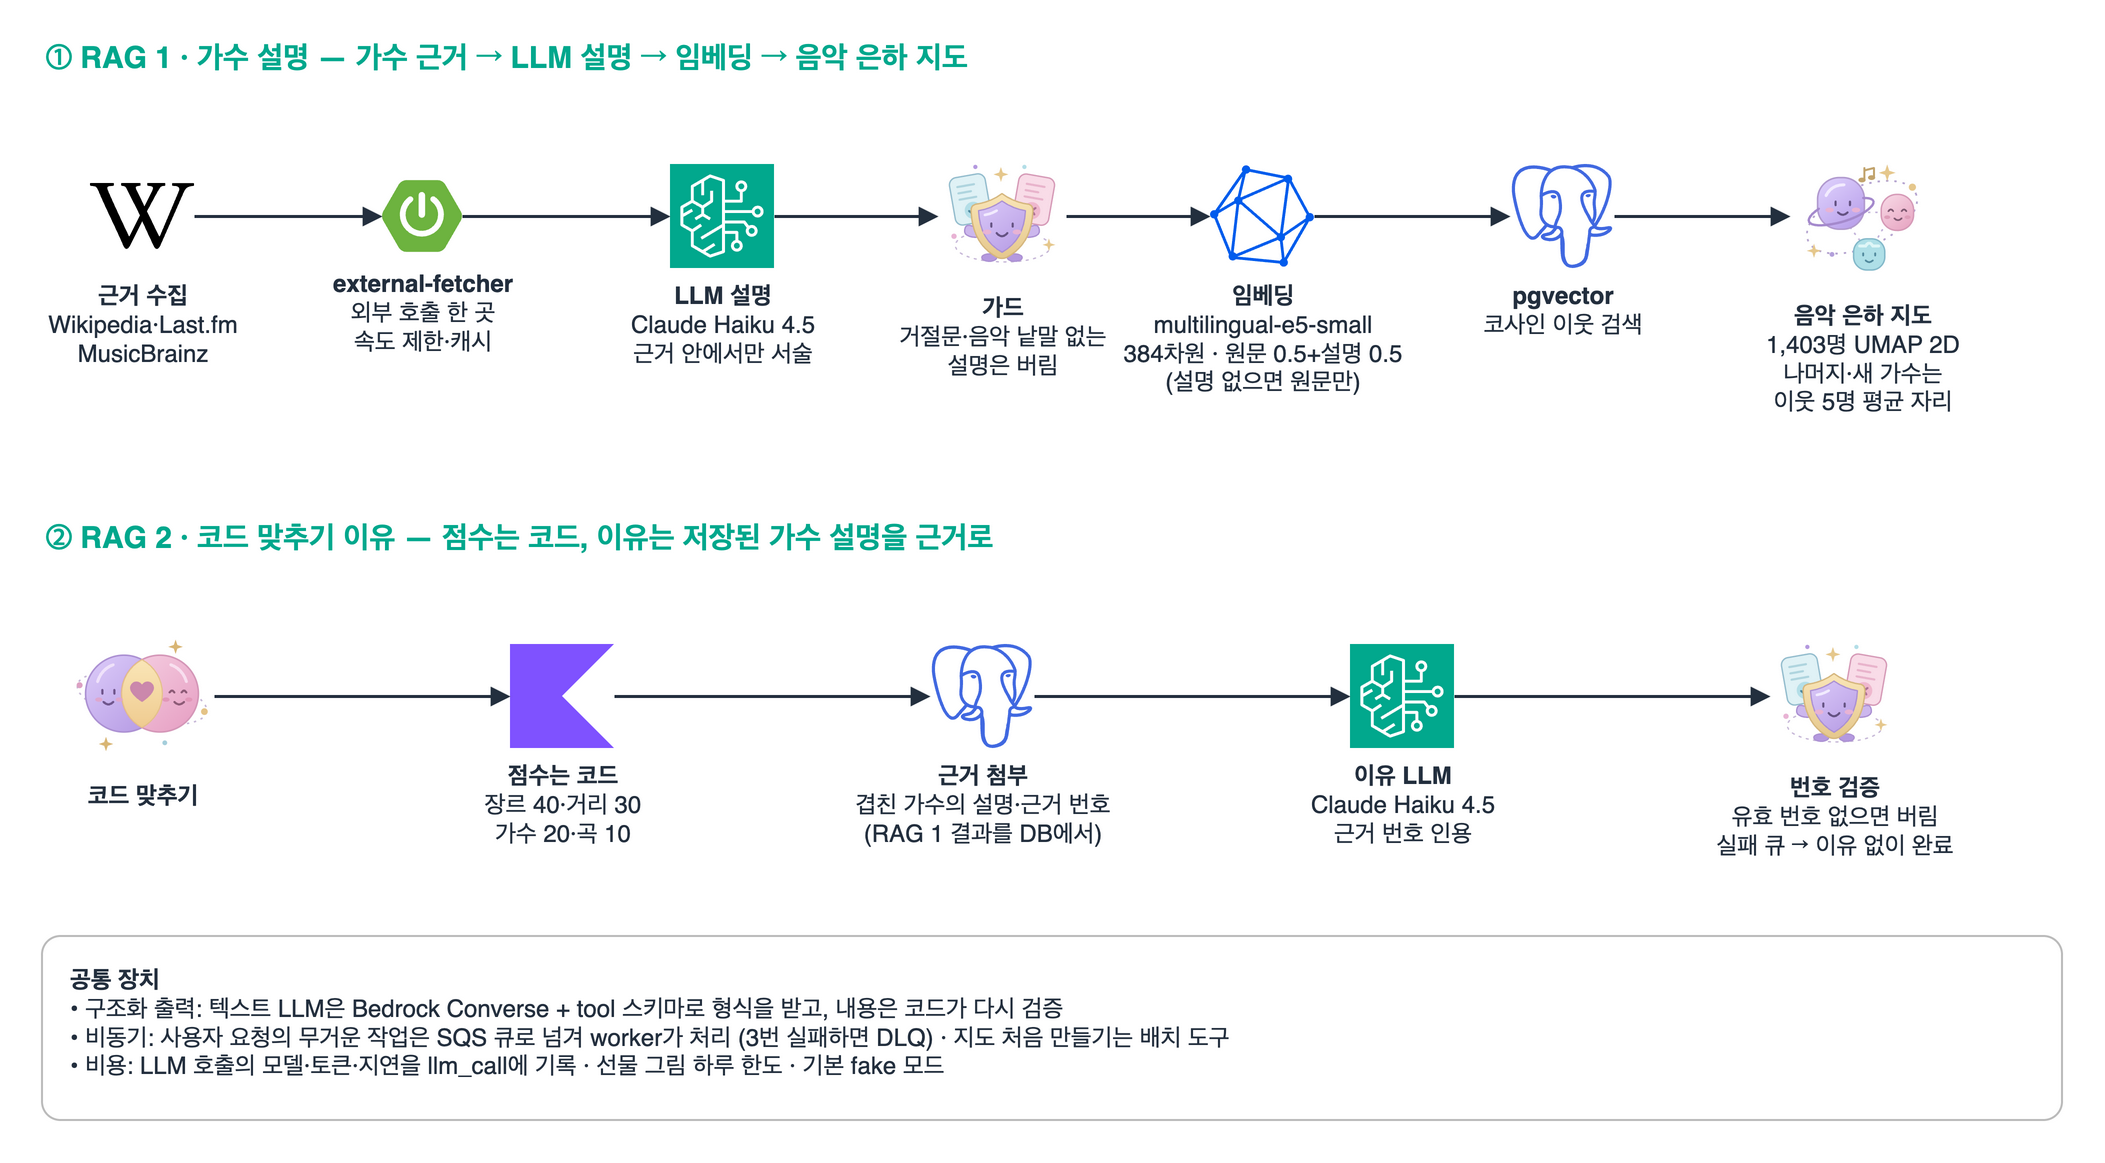 ① RAG 1 · 가수 설명 — 가수 근거 → LLM 설명 → 임베딩 → 음악 은하 지도
근거 수집
Wikipedia·Last.fm
MusicBrainz
external-fetcher
외부 호출 한 곳
속도 제한·캐시
LLM 설명
Claude Haiku 4.5
근거 안에서만 서술
가드
거절문·음악 낱말 없는
설명은 버림
임베딩
multilingual-e5-small
384차원 · 원문 0.5+설명 0.5
(설명 없으면 원문만)
pgvector
코사인 이웃 검색
음악 은하 지도
1,403명 UMAP 2D
나머지·새 가수는
이웃 5명 평균 자리
② RAG 2 · 코드 맞추기 이유 — 점수는 코드, 이유는 저장된 가수 설명을 근거로
코드 맞추기
점수는 코드
장르 40·거리 30
가수 20·곡 10
근거 첨부
겹친 가수의 설명·근거 번호
(RAG 1 결과를 DB에서)
이유 LLM
Claude Haiku 4.5
근거 번호 인용
번호 검증
유효 번호 없으면 버림
실패 큐 → 이유 없이 완료
공통 장치
• 구조화 출력: 텍스트 LLM은 Bedrock Converse + tool 스키마로 형식을 받고, 내용은 코드가 다시 검증
• 비동기: 사용자 요청의 무거운 작업은 SQS 큐로 넘겨 worker가 처리 (3번 실패하면 DLQ) · 지도 처음 만들기는 배치 도구
• 비용: LLM 호출의 모델·토큰·지연을 llm_call에 기록 · 선물 그림 하루 한도 · 기본 fake 모드